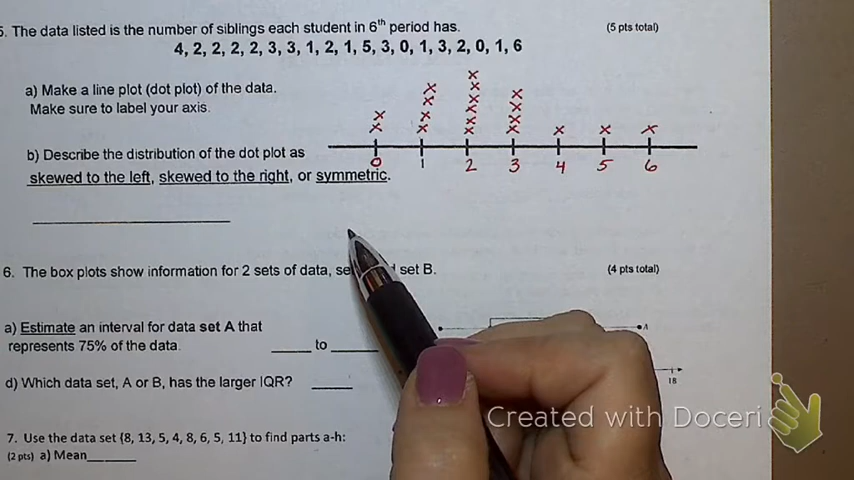 5. The data listed is the number of siblings each student in 6th period has. (5 pts total)
4, 2, 2, 2, 2, 3, 3, 1, 2, 1, 5, 3, 0, 1, 3, 2, 0, 1, 6
a) Make a line plot (dot plot) of the data.
Make sure to label your axis.
x x x x x x x x x x x x x x x x x x x x
0 1 2 3 4 5 6
b) Describe the distribution of the dot plot as
skewed to the left, skewed to the right, or symmetric.
6. The box plots show information for 2 sets of data, set B. (4 pts total)
A
a) Estimate an interval for data set A that
represents 75% of the data. ____ to ____
18
d) Which data set, A or B, has the larger IQR? ____
Created with Doceri
7. Use the data set {8, 13, 5, 4, 8, 6, 5, 11} to find parts a-h:
(2 pts) a) Mean____